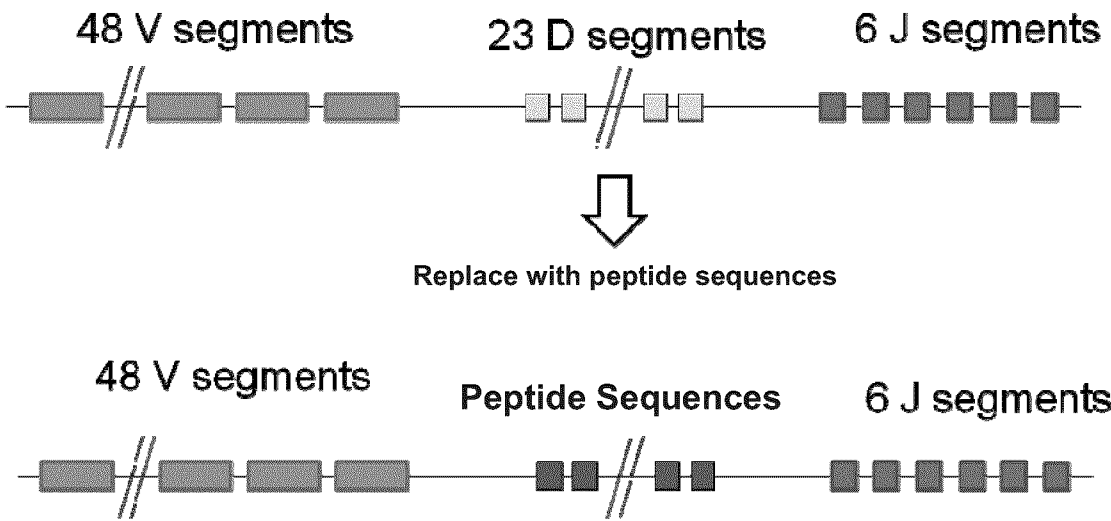 48 V segments
23 D segments
6 J segments
Replace with peptide sequences
48 V segments
Peptide Sequences
6 J segments